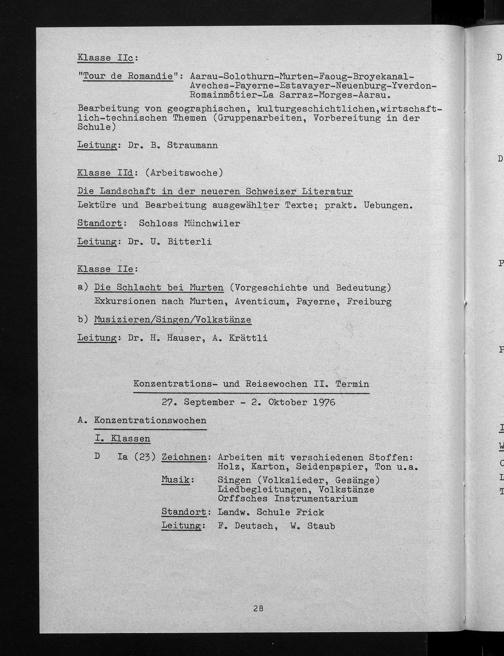 Klasse IIc:
"Tour de Romandie": Aarau-Solothurn-Murten-Faoug-Broyekanal-
Aveches-Payerne-Estavayer-Neuenburg-Yverdon-
Romainmôtier-La Sarraz-Morges-Aarau.
Bearbeitung von geographischen, kulturgeschichtlichen,wirtschaft-
lich-technischen Themen (Gruppenarbeiten, Vorbereitung in der
Schule)
Leitung: Dr. B. Straumann
Klasse IId: (Arbeitswoche)
Die Landschaft in der neueren Schweizer Literatur
Lektüre und Bearbeitung ausgewählter Texte; prakt. Uebungen.
Standort: Schloss Münchwiler
Leitung: Dr. U. Bitterli
Klasse IIe:
a) Die Schlacht bei Murten (Vorgeschichte und Bedeutung)
Exkursionen nach Murten, Aventicum, Payerne, Freiburg
b) Musizieren/Singen/Volkstänze
Leitung: Dr. H. Hauser, A. Krättli
Konzentrations- und Reisewochen II. Termin
27. September - 2. Oktober 1976
A. Konzentrationswochen
I. Klassen
D Ia (23) Zeichnen: Arbeiten mit verschiedenen Stoffen:
Holz, Karton, Seidenpapier, Ton u.a.
Musik: Singen (Volkslieder, Gesänge)
Liedbegleitungen, Volkstänze
Orffsches Instrumentarium
Standort: Landw. Schule Frick
Leitung: F. Deutsch, W. Staub
28